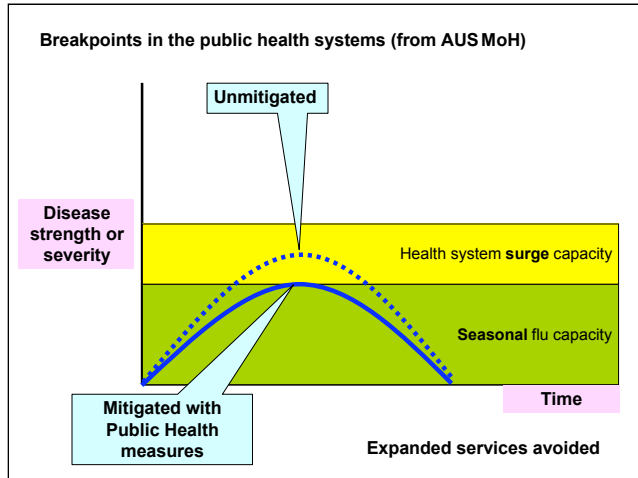 Breakpoints in the public health systems (from AUS MoH)
Unmitigated
Disease
strength or
severity
Health system surge capacity
Seasonal flu capacity
Time
Mitigated with
Public Health
measures
Expanded services avoided